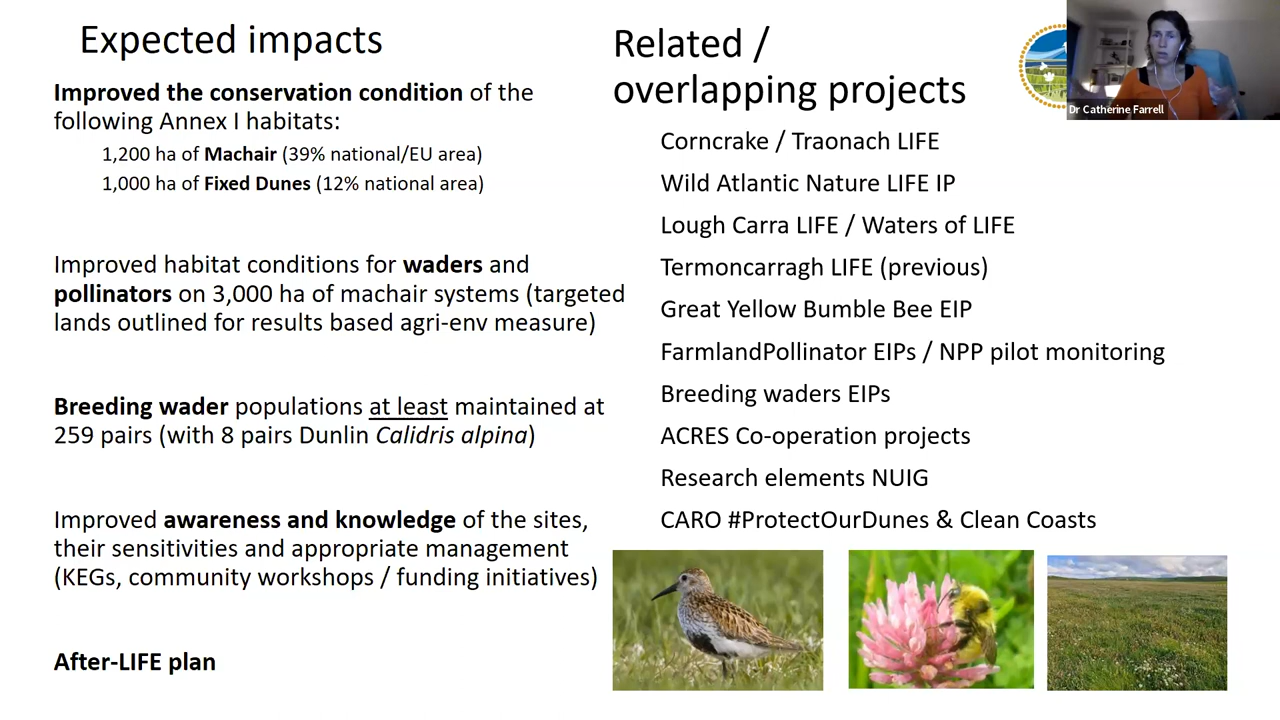 Expected impacts
Improved the conservation condition of the
following Annex I habitats:
1,200 ha of Machair (39% national/EU area)
1,000 ha of Fixed Dunes (12% national area)
Improved habitat conditions for waders and
pollinators on 3,000 ha of machair systems (targeted
lands outlined for results based agri-env measure)
Breeding wader populations at least maintained at
259 pairs (with 8 pairs Dunlin Calidris alpina)
Improved awareness and knowledge of the sites,
their sensitivities and appropriate management
(KEGs, community workshops / funding initiatives)
After-LIFE plan
Related /
overlapping projects
Corncrake / Traonach LIFE
Wild Atlantic Nature LIFE IP
Lough Carra LIFE / Waters of LIFE
Termoncarragh LIFE (previous)
Great Yellow Bumble Bee EIP
FarmlandPollinator EIPs / NPP pilot monitoring
Breeding waders EIPs
ACRES Co-operation projects
Research elements NUIG
CARO #ProtectOurDunes & Clean Coasts
Dr Catherine Farrell